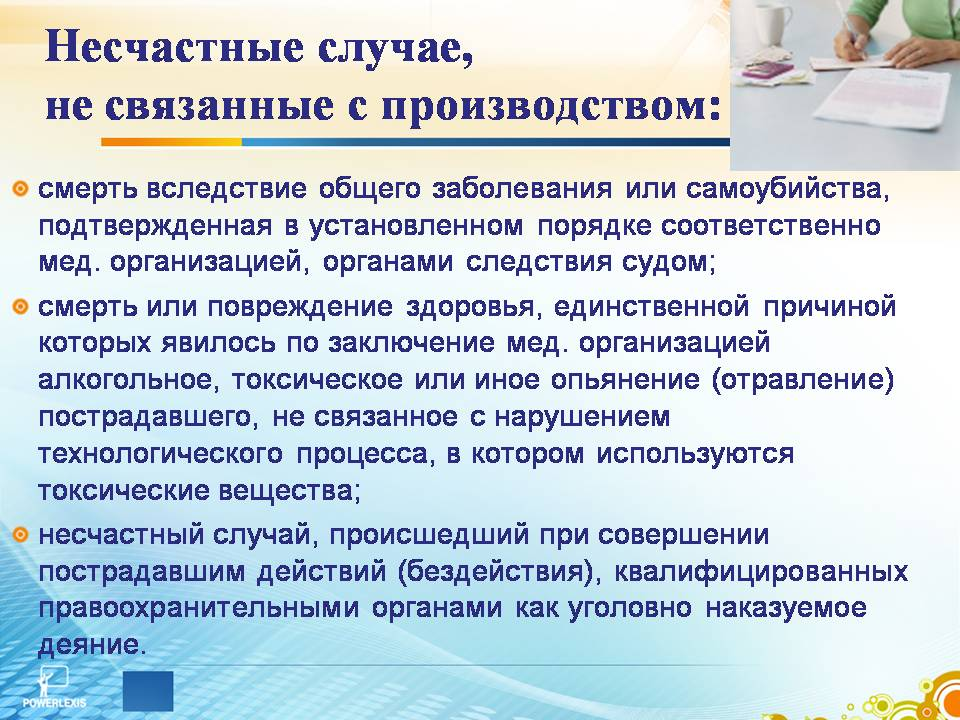 Несчастные случае,
не связанные с производством:
смерть вследствие общего заболевания или самоубийства,
подтвержденная в установленном порядке соответственно
мед. организацией, органами следствия судом;
смерть или повреждение здоровья, единственной причиной
которых явилось по заключение мед. организацией
алкогольное, токсическое или иное опьянение (отравление)
пострадавшего, не связанное с нарушением
технологического процесса, в котором используются
токсические вещества;
несчастный случай, происшедший при совершении
пострадавшим действий (бездействия), квалифицированных
правоохранительными органами как уголовно наказуемое
деяние.
POWERLEXIS